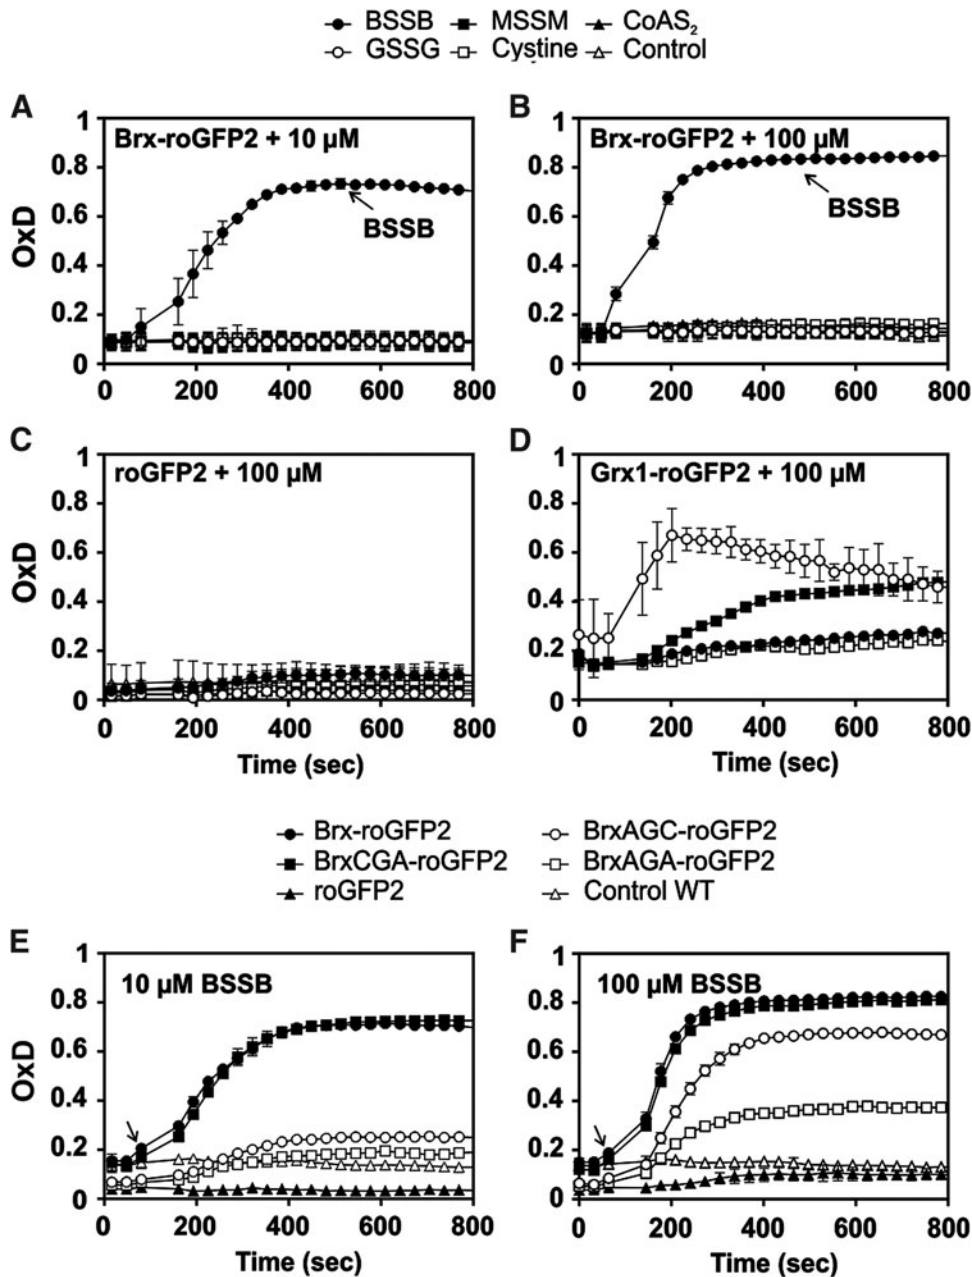 BSSB MSSM CoAS₂
GSSG Cystine Control
A B
Brx-roGFP2 + 10 µM Brx-roGFP2 + 100 µM
1 1
0.8 0.8
0.6 0.6
0.4 0.4
0.2 0.2
0 0
OxD
BSSB BSSB
0 200 400 600 800 0 200 400 600 800
C D
roGFP2 + 100 µM Grx1-roGFP2 + 100 µM
1 1
0.8 0.8
0.6 0.6
0.4 0.4
0.2 0.2
0 0
OxD
0 200 400 600 800 0 200 400 600 800
Time (sec) Time (sec)
Brx-roGFP2 BrxAGC-roGFP2
BrxCGA-roGFP2 BrxAGA-roGFP2
roGFP2 Control WT
E F
10 µM BSSB 100 µM BSSB
1 1
0.8 0.8
0.6 0.6
0.4 0.4
0.2 0.2
0 0
OxD
0 200 400 600 800 0 200 400 600 800
Time (sec) Time (sec)